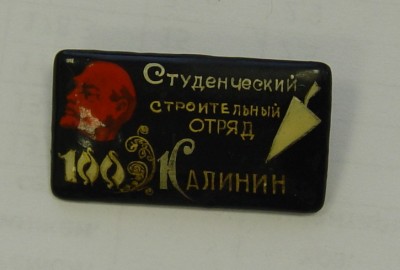 Студенческий
строительный
отряд
100 Калинин